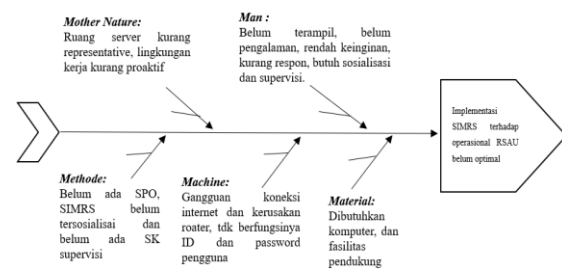 Mother Nature:
Ruang server kurang
representative, lingkungan
kerja kurang proaktif
Man :
Belum terampil, belum
pengalaman, rendah keinginan,
kurang respon, butuh sosialisasi
dan supervisi.
Implementasi
SIMRS terhadap
operasional RSAU
belum optimal
Methode:
Belum ada SPO,
SIMRS belum
tersosialisai dan
belum ada SK
supervisi
Machine:
Gangguan koneksi
internet dan kerusakan
roater, tdk berfungsinya
ID dan password
pengguna
Material:
Dibutuhkan
komputer, dan
fasilitas
pendukung